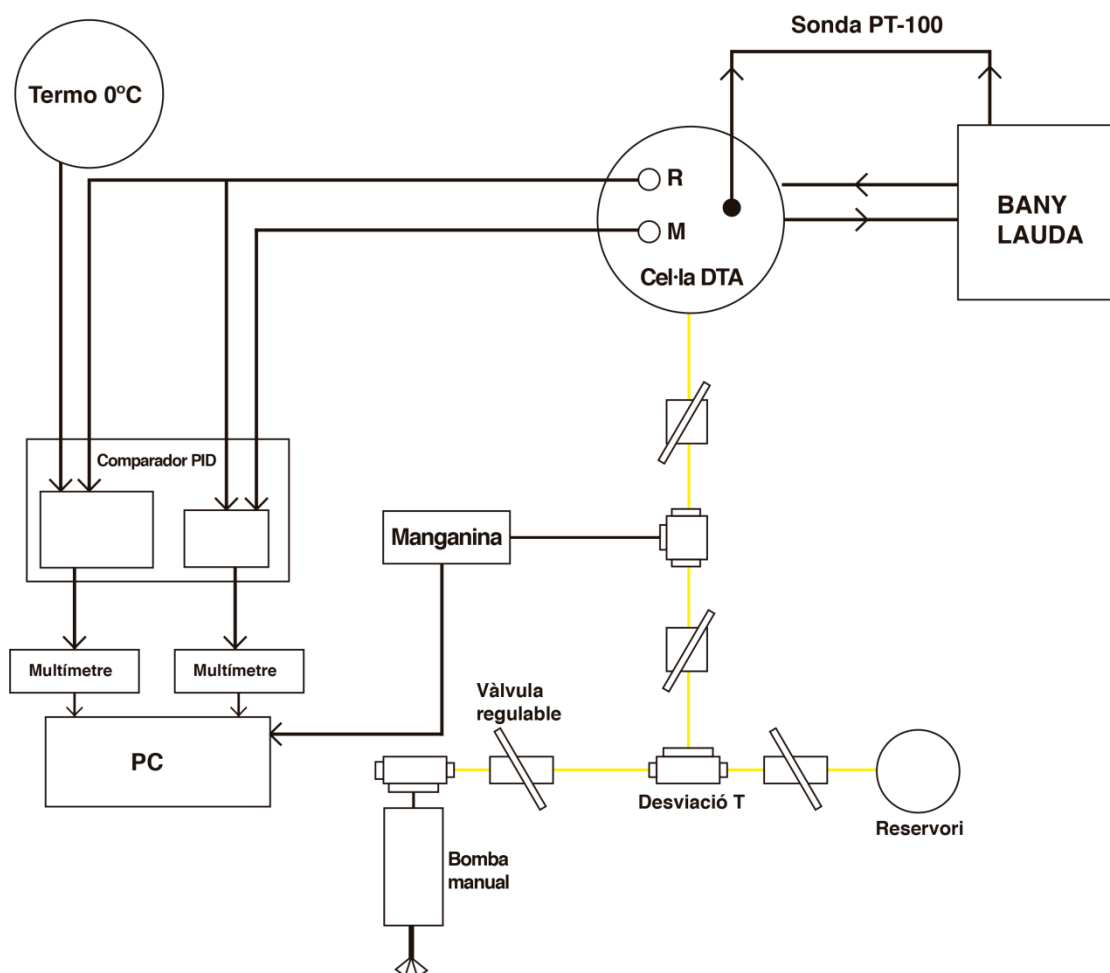 Sonda PT-100
Termo 0ºC
R
M
Cel·la DTA
BANY
LAUDA
Comparador PID
Manganina
Multímetre
Multímetre
Vàlvula
regulable
PC
Desviació T
Reservori
Bomba
manual